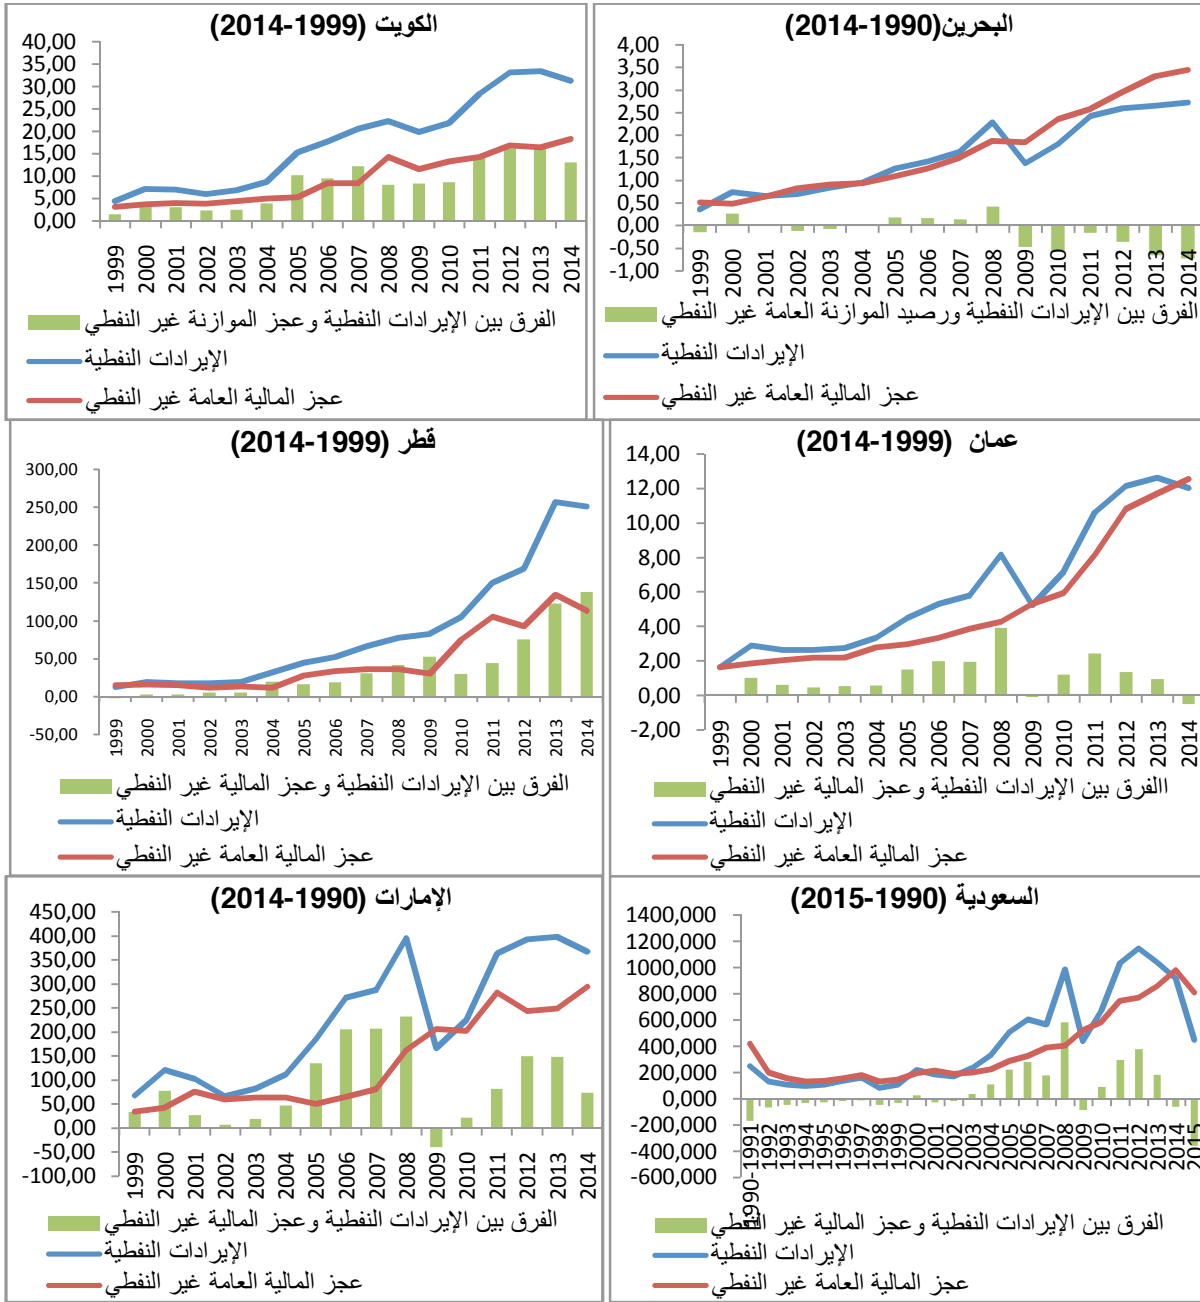 الكويت (1999-2014)
40,00
35,00
30,00
25,00
20,00
15,00
10,00
5,00
0,00
1999 2000 2001 2002 2003 2004 2005 2006 2007 2008 2009 2010 2011 2012 2013 2014
الفرق بين الإيرادات النفطية وعجز الموازنة غير النفطي
الإيرادات النفطية
عجز المالية العامة غير النفطي
البحرين(1990-2014)
4,00
3,50
3,00
2,50
2,00
1,50
1,00
0,50
0,00
-0,50
-1,00
1999 2000 2001 2002 2003 2004 2005 2006 2007 2008 2009 2010 2011 2012 2013 2014
الفرق بين الإيرادات النفطية ورصيد الموازنة العامة غير النفطي
الإيرادات النفطية
عجز المالية العامة غير النفطي
قطر (1999-2014)
300,00
250,00
200,00
150,00
100,00
50,00
0,00
-50,00
1999 2000 2001 2002 2003 2004 2005 2006 2007 2008 2009 2010 2011 2012 2013 2014
الفرق بين الإيرادات النفطية وعجز المالية غير النفطي
الإيرادات النفطية
عجز المالية العامة غير النفطي
عمان (1999-2014)
14,00
12,00
10,00
8,00
6,00
4,00
2,00
0,00
-2,00
1999 2000 2001 2002 2003 2004 2005 2006 2007 2008 2009 2010 2011 2012 2013 2014
االفرق بين الإيرادات النفطية وعجز المالية غير النفطي
الإيرادات النفطية
عجز المالية العامة غير النفطي
الإمارات (1990-2014)
450,00
400,00
350,00
300,00
250,00
200,00
150,00
100,00
50,00
0,00
-50,00
-100,00
1999 2000 2001 2002 2003 2004 2005 2006 2007 2008 2009 2010 2011 2012 2013 2014
الفرق بين الإيرادات النفطية وعجز المالية غير النفطي
الإيرادات النفطية
عجز المالية العامة غير النفطي
السعودية (1990-2015)
1400,000
1200,000
1000,000
800,000
600,000
400,000
200,000
0,000
-200,000
-400,000
-600,000
1990-1991 1992 1993 1994 1995 1996 1997 1998 1999 2000 2001 2002 2003 2004 2005 2006 2007 2008 2009 2010 2011 2012 2013 2014 2015
الفرق بين الإيرادات النفطية وعجز المالية غير النفطي
الإيرادات النفطية
عجز المالية العامة غير النفطي